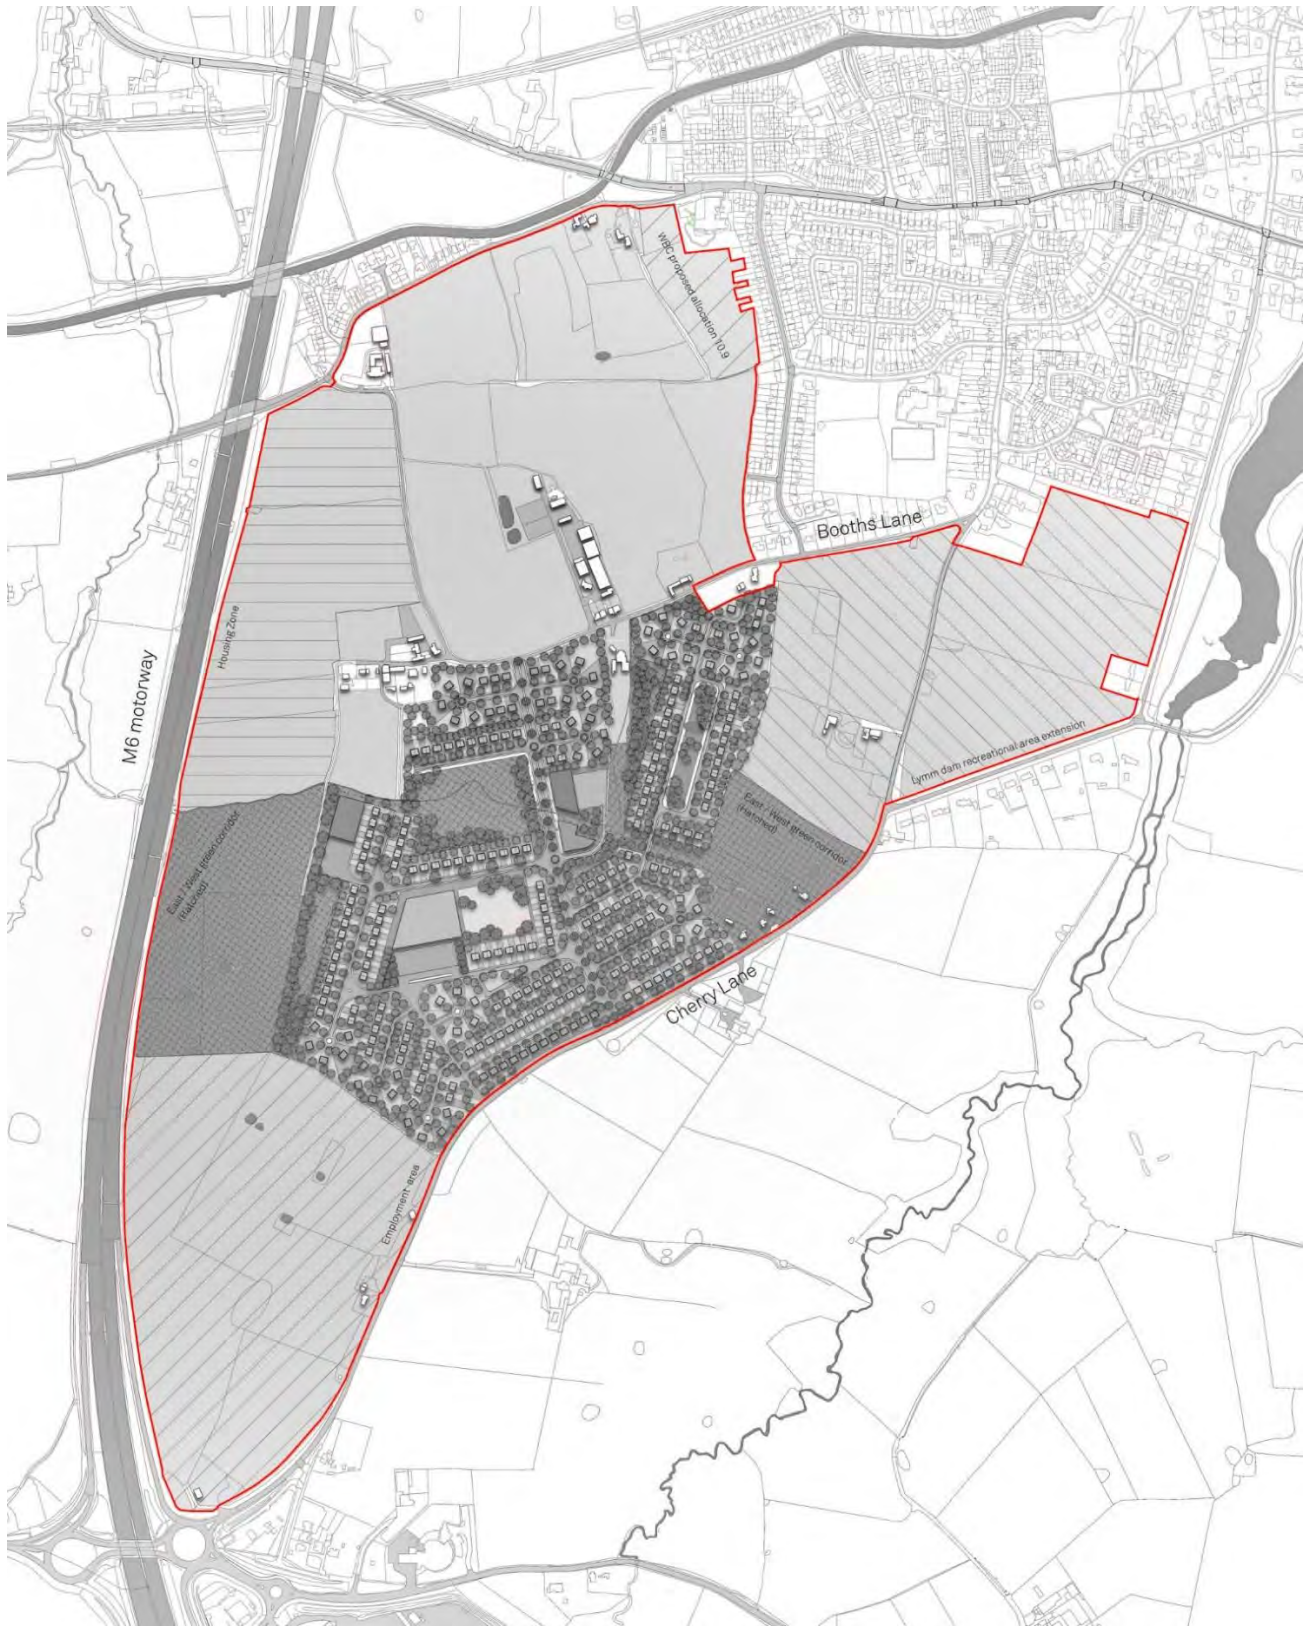 WBC proposed allocation 10.9
Booths Lane
Housing Zone
M6 motorway
Lymm dam recreational area extension
East / West green corridor
(Hatched)
East / West green corridor
(Hatched)
Cherry Lane
Employment area